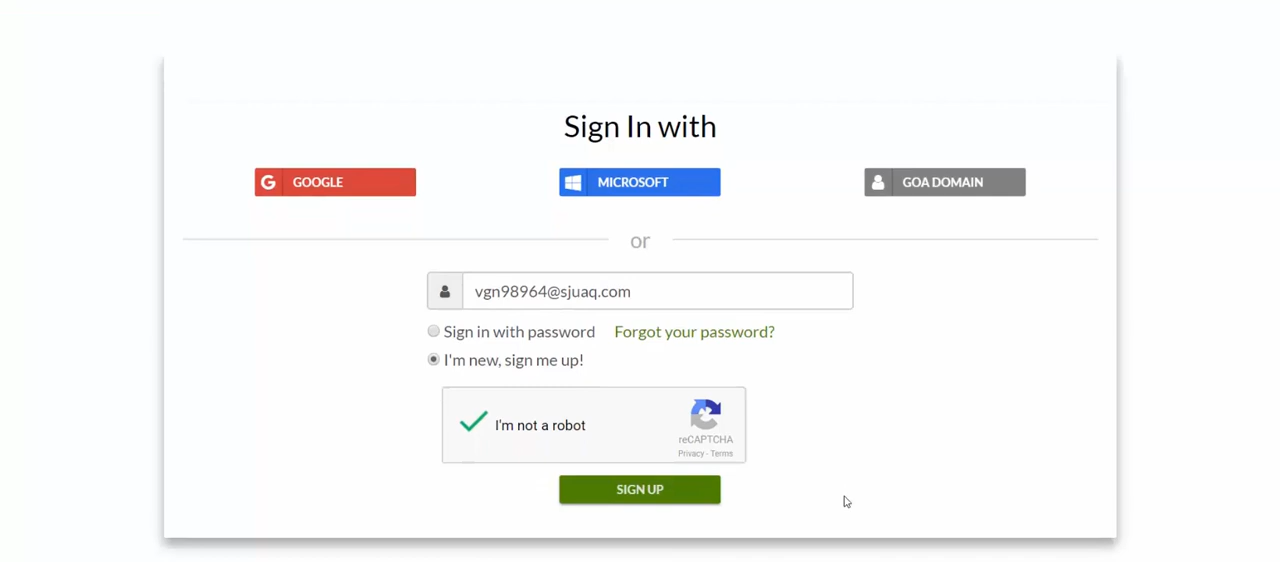 Sign In with
GOOGLE
MICROSOFT
GOA DOMAIN
or
vgn98964@sjuaq.com
Sign in with password Forgot your password?
I'm new, sign me up!
I'm not a robot
reCAPTCHA
Privacy - Terms
SIGN UP